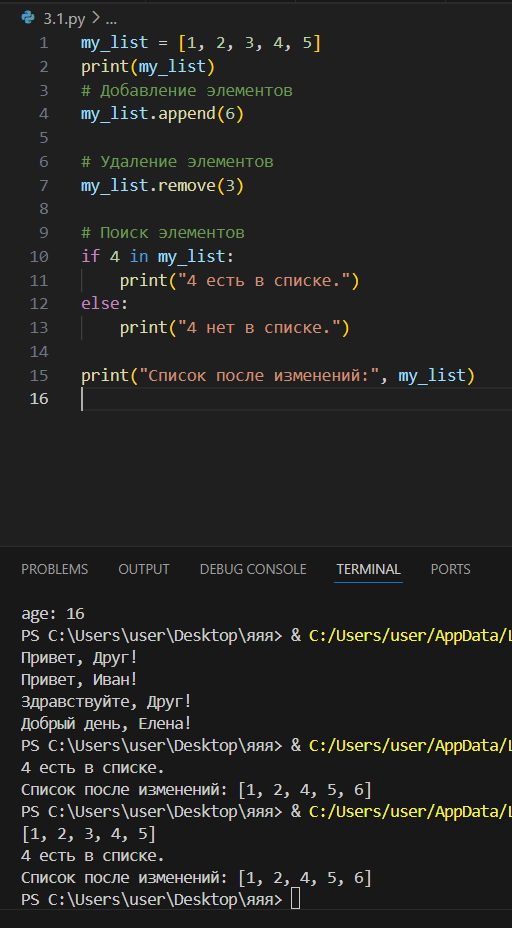 3.1.py > ...
1 my_list = [1, 2, 3, 4, 5]
2 print(my_list)
3 # Добавление элементов
4 my_list.append(6)
5
6 # Удаление элементов
7 my_list.remove(3)
8
9 # Поиск элементов
10 if 4 in my_list:
11     print("4 есть в списке.")
12 else:
13     print("4 нет в списке.")
14
15 print("Список после изменений:", my_list)
16
PROBLEMS OUTPUT DEBUG CONSOLE TERMINAL PORTS
age: 16
PS C:\Users\user\Desktop\яяя> & C:/Users/user/AppData/L
Привет, Друг!
Привет, Иван!
Здравствуйте, Друг!
Добрый день, Елена!
PS C:\Users\user\Desktop\яяя> & C:/Users/user/AppData/L
4 есть в списке.
Список после изменений: [1, 2, 4, 5, 6]
PS C:\Users\user\Desktop\яяя> & C:/Users/user/AppData/L
[1, 2, 3, 4, 5]
4 есть в списке.
Список после изменений: [1, 2, 4, 5, 6]
PS C:\Users\user\Desktop\яяя>